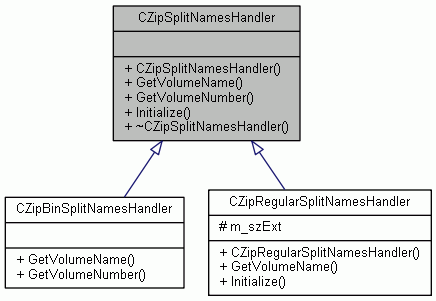 CZipSplitNamesHandler
+ CZipSplitNamesHandler()
+ GetVolumeName()
+ GetVolumeNumber()
+ Initialize()
+ ~CZipSplitNamesHandler()
CZipBinSplitNamesHandler
+ GetVolumeName()
+ GetVolumeNumber()
CZipRegularSplitNamesHandler
# m_szExt
+ CZipRegularSplitNamesHandler()
+ GetVolumeName()
+ Initialize()